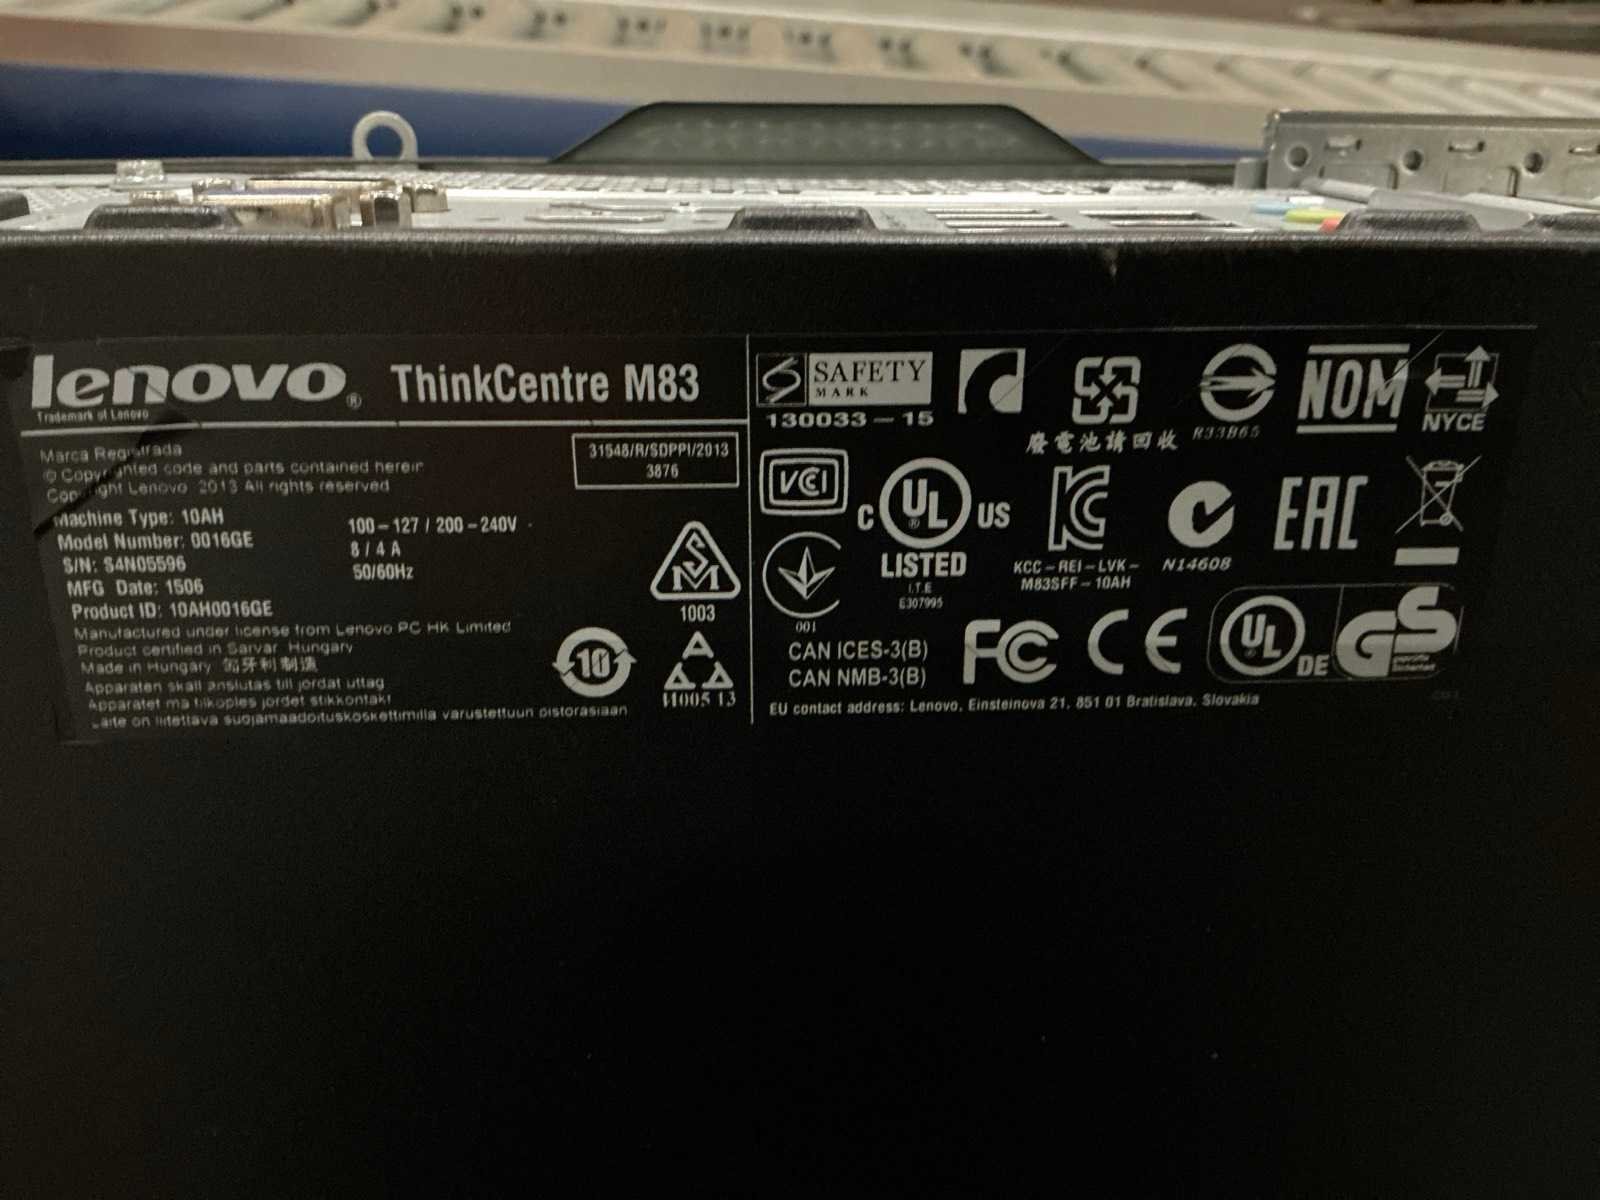 lenovo® ThinkCentre M83
Trademark of Lenovo
Marca Registrada
© Copyrighted code and parts contained herein
Copyright Lenovo 2013 All rights reserved
31548/R/SDPPI/2013
3876
Machine Type: 10AH
Model Number: 0016GE
S/N: S4N05596
MFG Date: 1506
Product ID: 10AH0016GE
100-127 / 200-240V
8 / 4 A
50/60Hz
Manufactured under license from Lenovo PC HK Limited
Product certified in Sarvar, Hungary
Made in Hungary 匈牙利制造
Apparaten skall anslutas till jordat uttag
Apparatet må tilkoples jordet stikkontakt
Laite on liitettävä suojamaadoituskoskettimilla varustettuun pistorasiaan
SM
1003
10
A
И005 13
SAFETY
MARK
130033-15
廢電池請回收
R33B65
NOM
NYCE
VCI
C UL® US
LISTED
I.T.E
E307995
KC
KCC-REI-LVK-
M83SFF-10AH
N14608
EAC
001
CAN ICES-3(B)
CAN NMB-3(B)
FC
CE
UL DE
GS
EU contact address: Lenovo, Einsteinova 21, 851 01 Bratislava, Slovakia